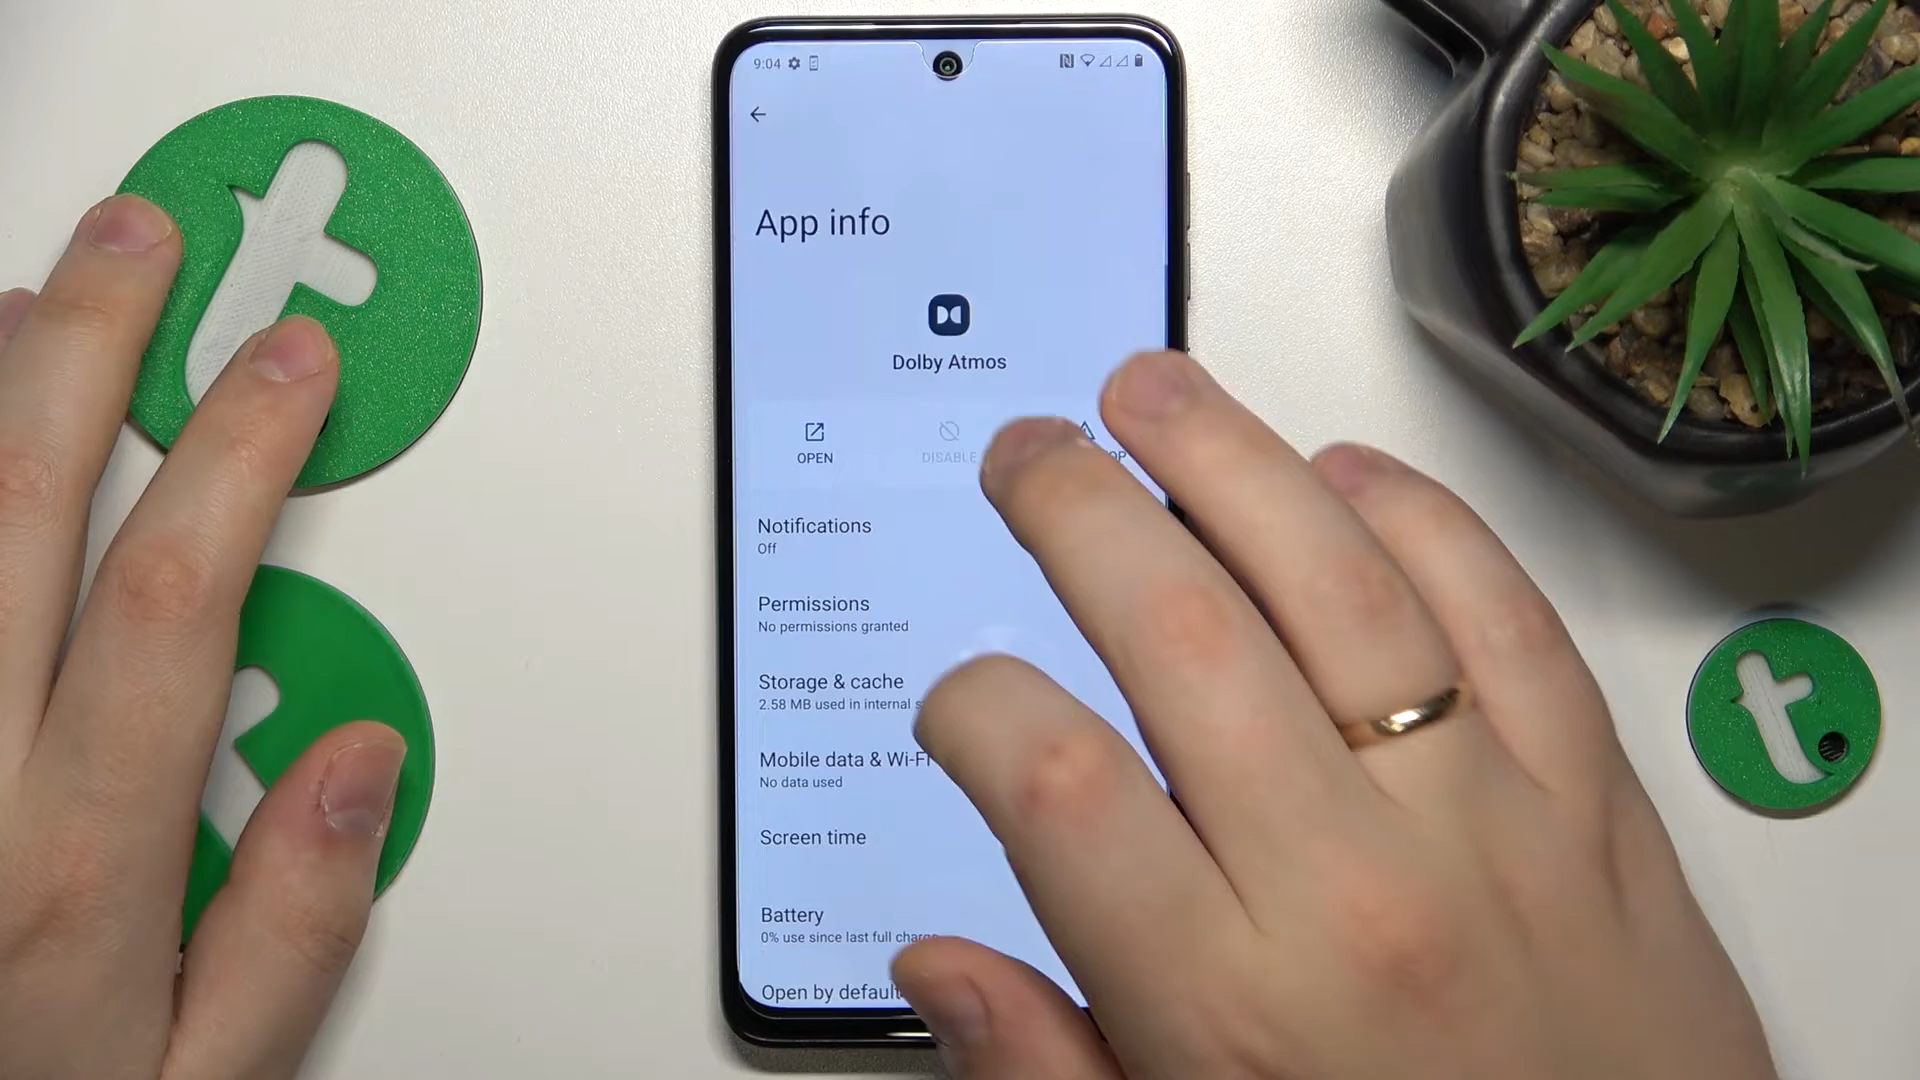 9:04
App info
Dolby Atmos
OPEN
DISABLE
Notifications
Off
Permissions
No permissions granted
Storage & cache
2.58 MB used in internal
Mobile data & Wi-Fi
No data used
Screen time
Battery
0% use since last full charge
Open by default